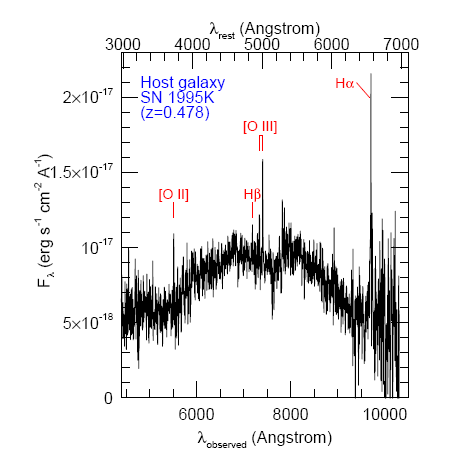 λrest (Angstrom)
3000 4000 5000 6000 7000
Host galaxy
SN 1995K
(z=0.478)
Hα
2×10-17
[O III]
1.5×10-17
[O II]
Hβ
10-17
5×10-18
0
Fλ (erg s-1 cm-2 A-1)
6000 8000 10000
λobserved (Angstrom)